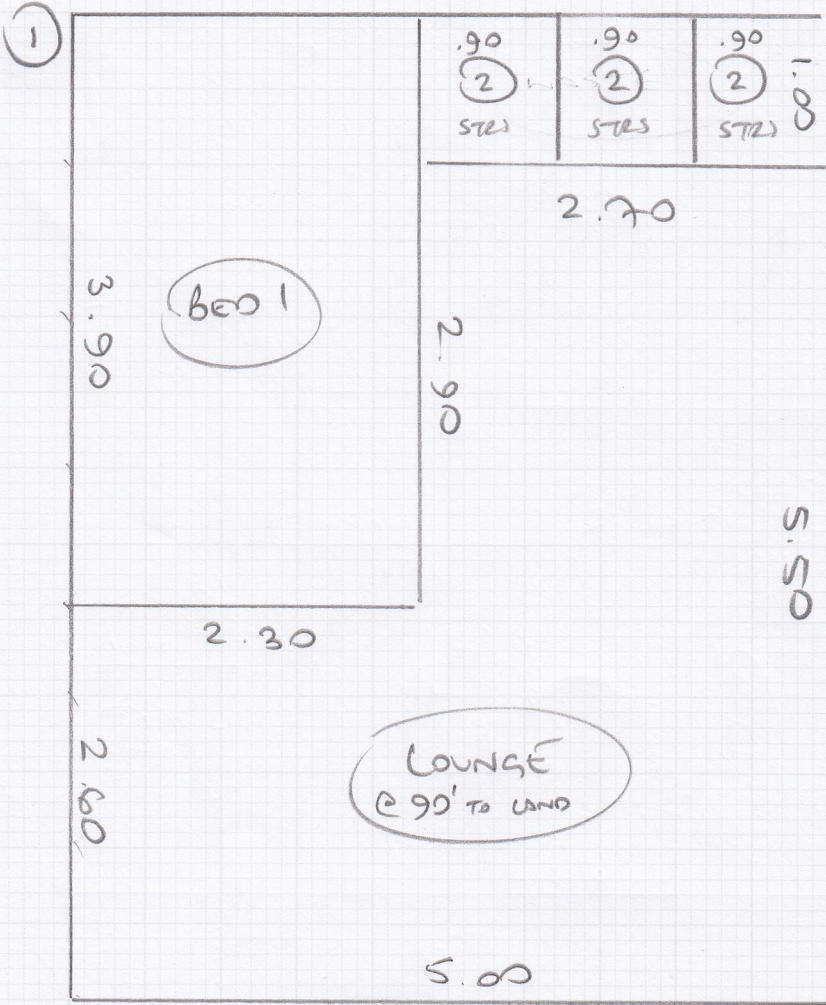 1
.90
.90
.90
2
2
2
STRS
STRS
STRS
1.00
2.70
BED 1
3.90
2.90
5.50
2.30
LOUNGE
@ 90' TO LAND
2.60
5.00